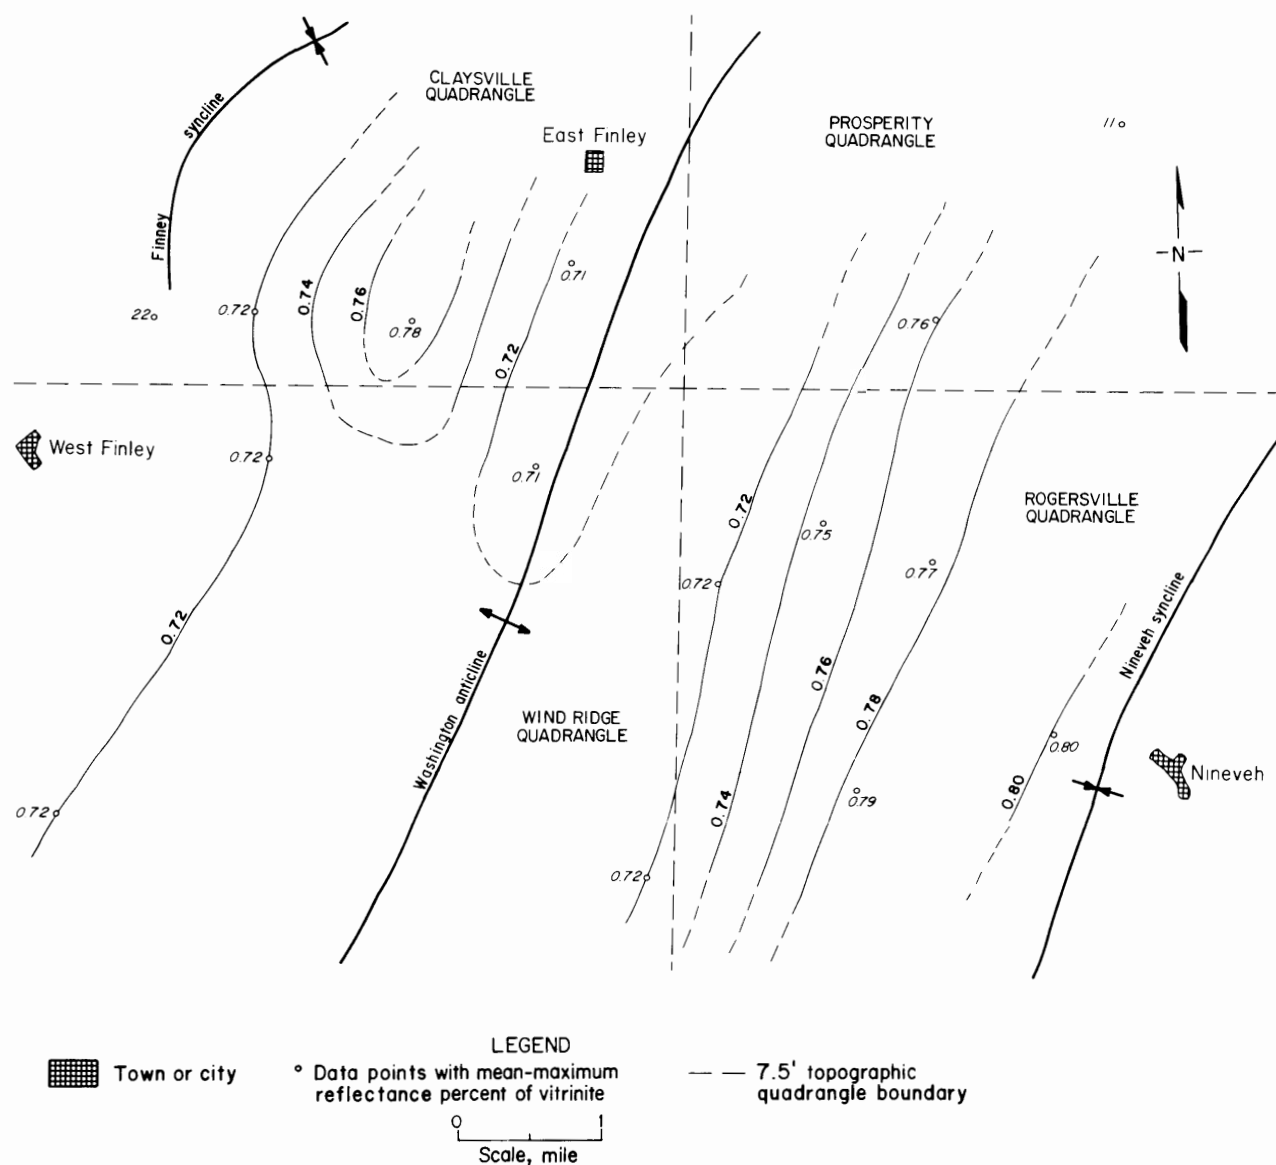 CLAYSVILLE
QUADRANGLE
East Finley
PROSPERITY
QUADRANGLE
11
syncline
Finney
N
22
0.72
0.74
0.76
0.78
0.71
0.72
0.76
West Finley
0.72
0.71
0.72
0.75
0.72
0.77
ROGERSVILLE
QUADRANGLE
Nineveh syncline
0.72
Washington anticline
WIND RIDGE
QUADRANGLE
0.76
0.78
0.80
0.80
Nineveh
0.74
0.79
0.72
0.72
LEGEND
Town or city
Data points with mean-maximum
reflectance percent of vitrinite
7.5' topographic
quadrangle boundary
0 1
Scale, mile